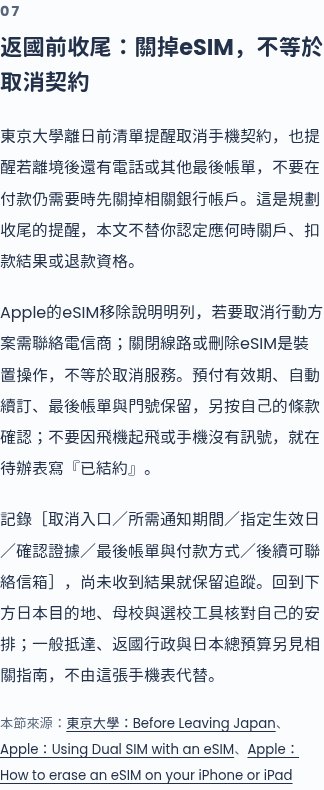 07
返國前收尾：關掉eSIM，不等於
取消契約
東京大學離日前清單提醒取消手機契約，也提
醒若離境後還有電話或其他最後帳單，不要在
付款仍需要時先關掉相關銀行帳戶。這是規劃
收尾的提醒，本文不替你認定應何時關戶、扣
款結果或退款資格。
Apple的eSIM移除說明明列，若要取消行動方
案需聯絡電信商；關閉線路或刪除eSIM是裝
置操作，不等於取消服務。預付有效期、自動
續訂、最後帳單與門號保留，另按自己的條款
確認；不要因飛機起飛或手機沒有訊號，就在
待辦表寫『已結約』。
記錄［取消入口／所需通知期間／指定生效日
／確認證據／最後帳單與付款方式／後續可聯
絡信箱］，尚未收到結果就保留追蹤。回到下
方日本目的地、母校與選校工具核對自己的安
排；一般抵達、返國行政與日本總預算另見相
關指南，不由這張手機表代替。
本節來源：東京大學：Before Leaving Japan、
Apple：Using Dual SIM with an eSIM、Apple：
How to erase an eSIM on your iPhone or iPad